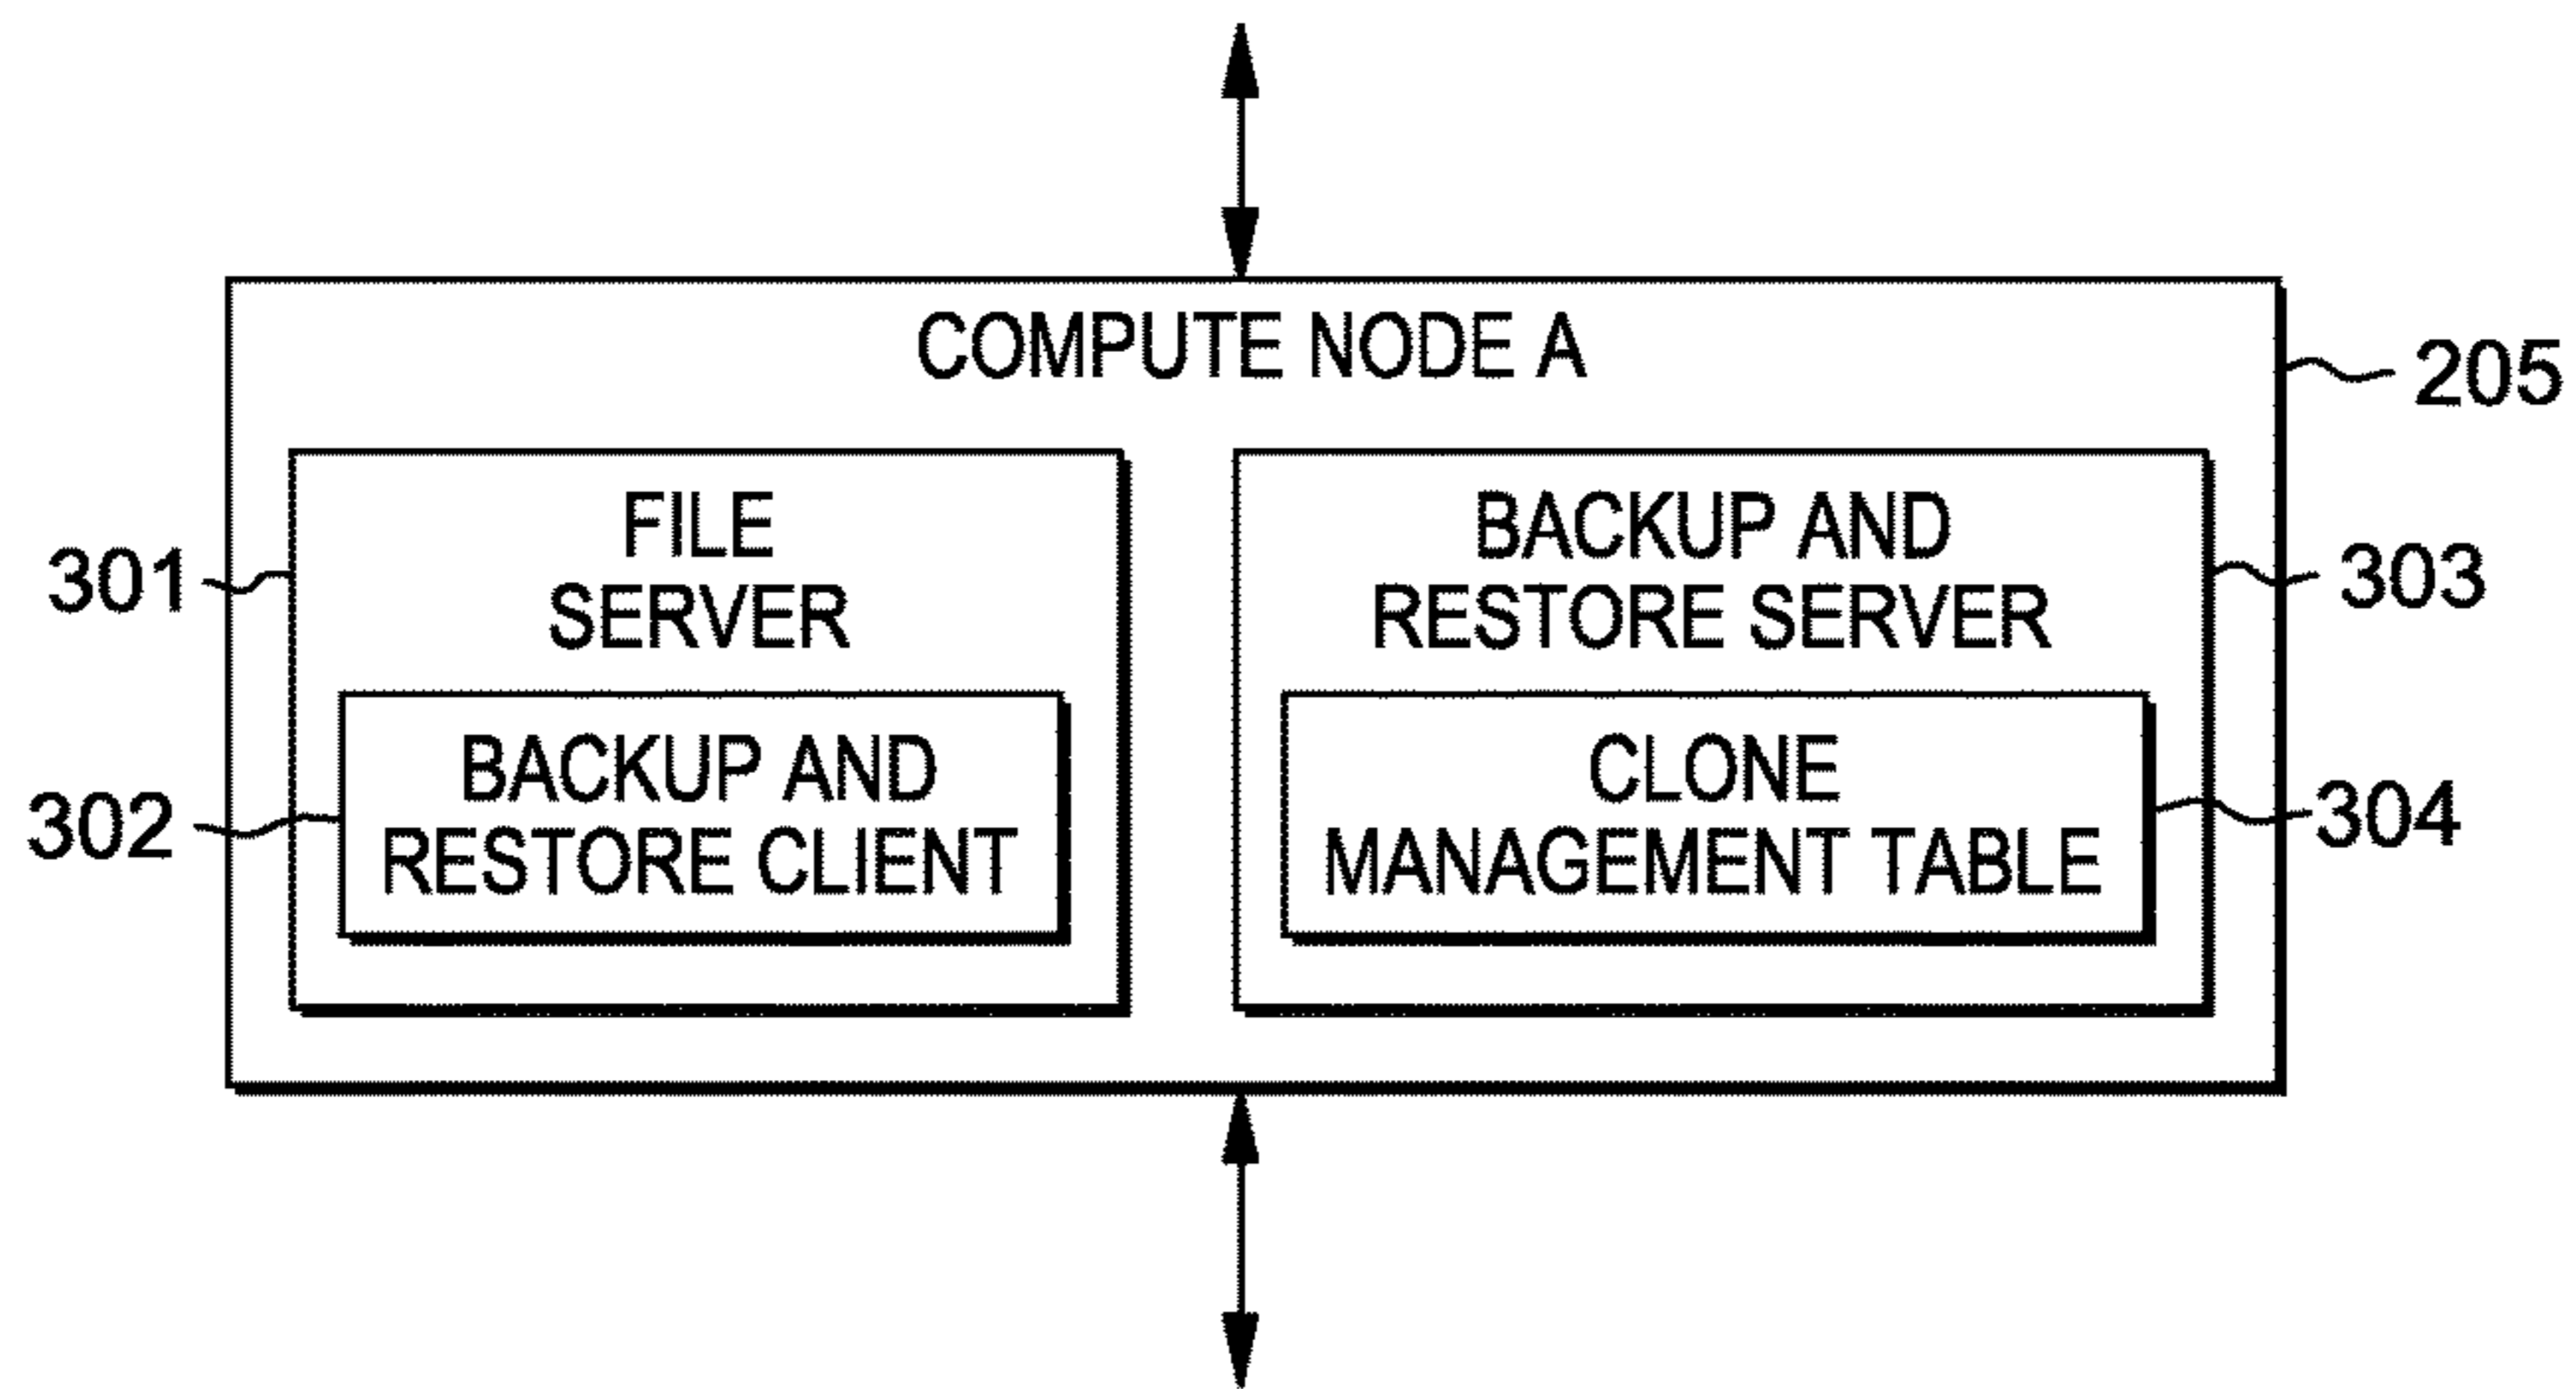 COMPUTE NODE A
205
FILE
SERVER
301
BACKUP AND
RESTORE CLIENT
302
BACKUP AND
RESTORE SERVER
303
CLONE
MANAGEMENT TABLE
304